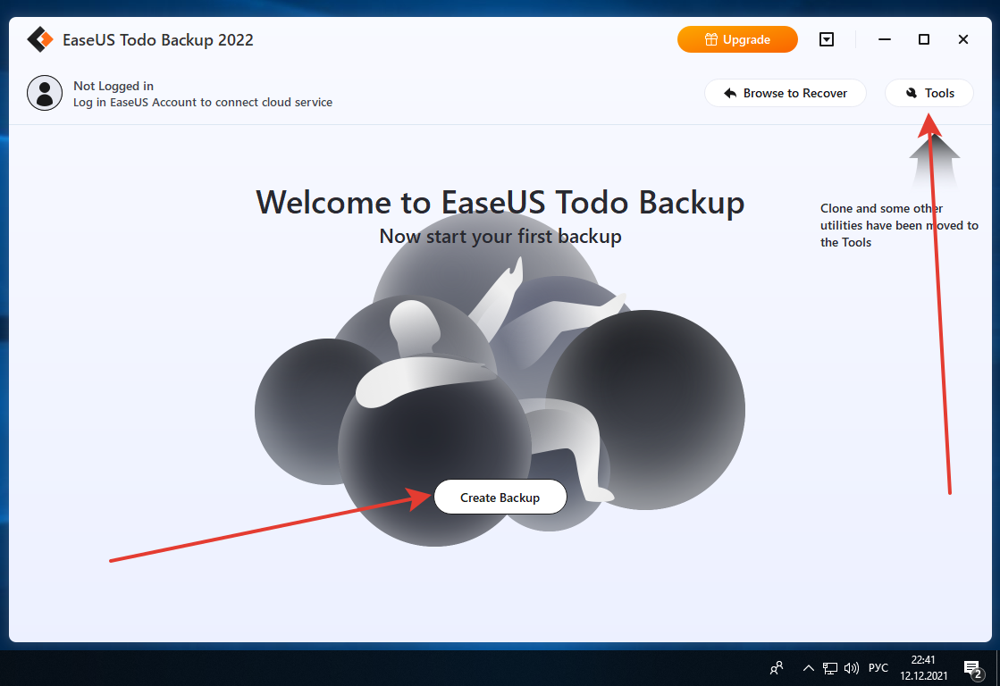 EaseUS Todo Backup 2022
Upgrade
Not Logged in
Log in EaseUS Account to connect cloud service
Browse to Recover
Tools
Welcome to EaseUS Todo Backup
Now start your first backup
Clone and some other
utilities have been moved to
the Tools
Create Backup
РУС
22:41
12.12.2021
2